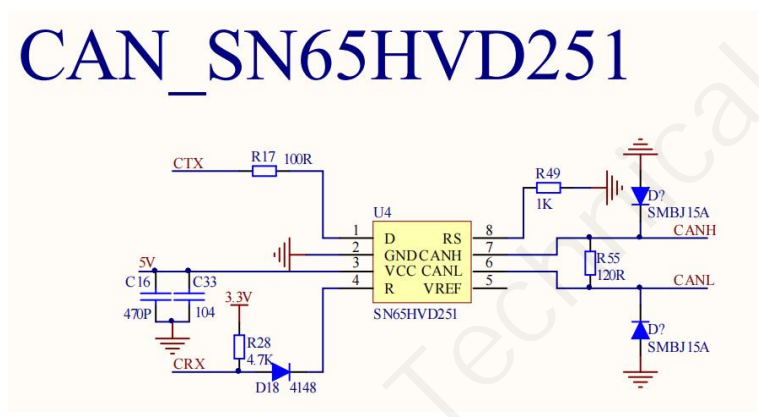 CAN_SN65HVD251
CTX
R17 100R
R49
1K
D?
SMBJ15A
U4
1 D RS 8
CANH
2 GND CANH 7
5V
3 VCC CANL 6
R55
120R
4 R VREF 5
CANL
C16 C33
470P 104
3.3V
SN65HVD251
R28
4.7K
D?
SMBJ15A
CRX
D18 4148
Technical